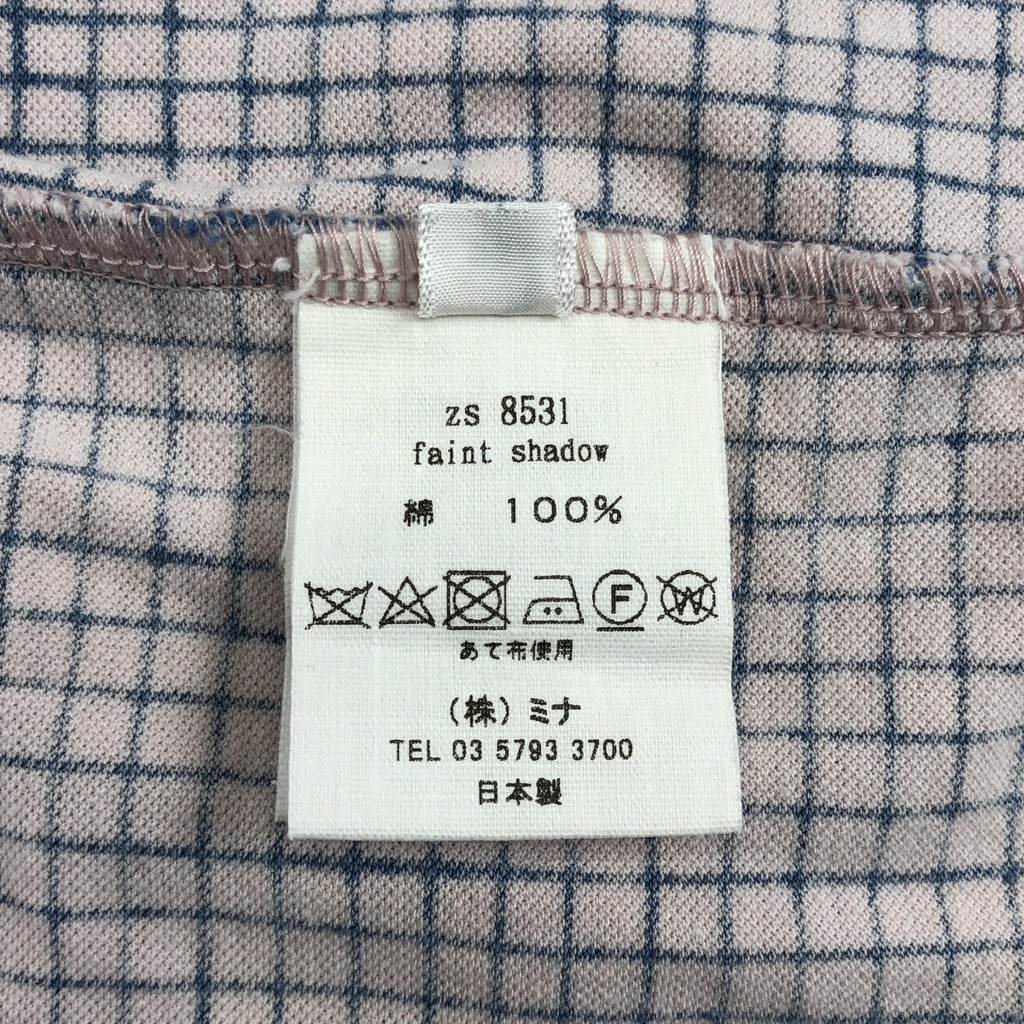 zs 8531
faint shadow
綿 100%
F W
あて布使用
(株) ミナ
TEL 03 5793 3700
日本製